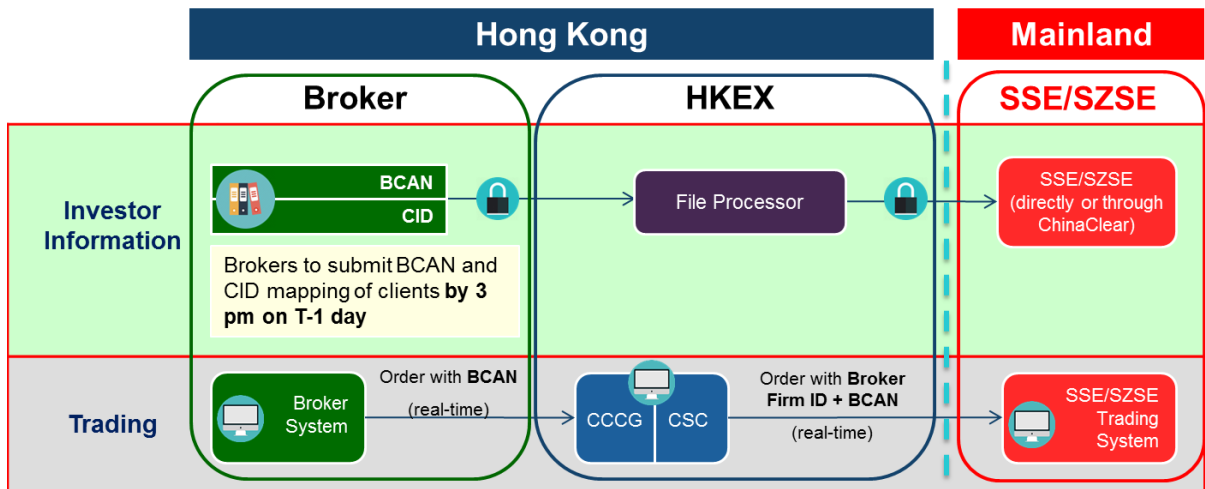 Hong Kong
Mainland
Broker
HKEX
SSE/SZSE
Investor
Information
BCAN
CID
File Processor
SSE/SZSE
(directly or through
ChinaClear)
Brokers to submit BCAN and
CID mapping of clients by 3
pm on T-1 day
Trading
Broker
System
Order with BCAN
(real-time)
CCCG
CSC
Order with Broker
Firm ID + BCAN
(real-time)
SSE/SZSE
Trading
System